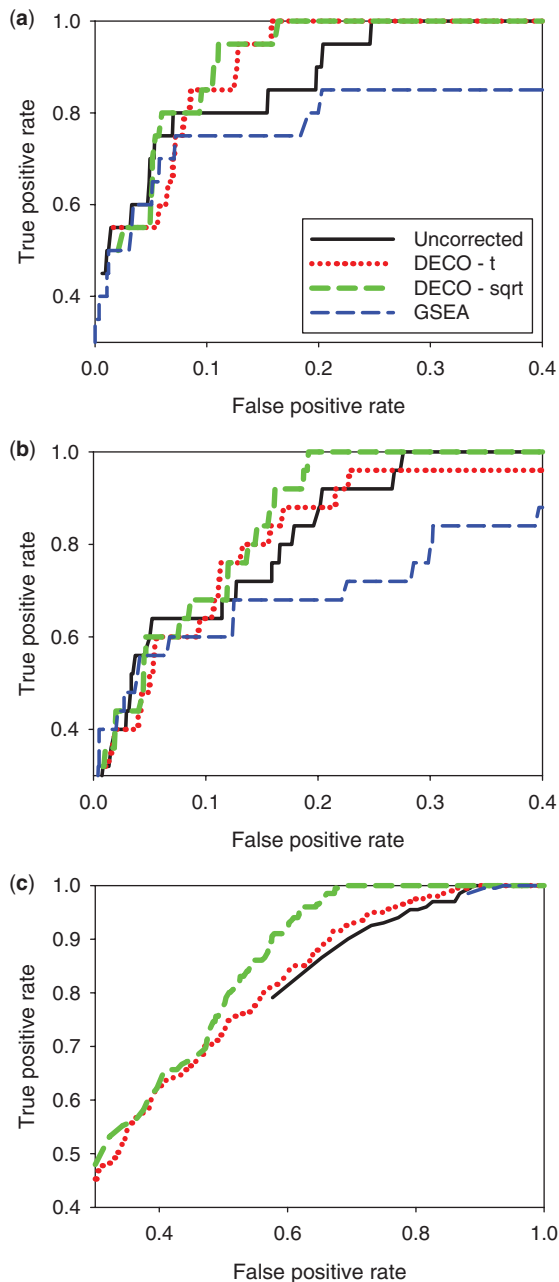 (a)
1.0
0.8
0.6
0.4
True positive rate
Uncorrected
DECO - t
DECO - sqrt
GSEA
0.0 0.1 0.2 0.3 0.4
False positive rate
(b)
1.0
0.8
0.6
0.4
True positive rate
0.0 0.1 0.2 0.3 0.4
False positive rate
(c)
1.0
0.9
0.8
0.7
0.6
0.5
0.4
True positive rate
0.4 0.6 0.8 1.0
False positive rate